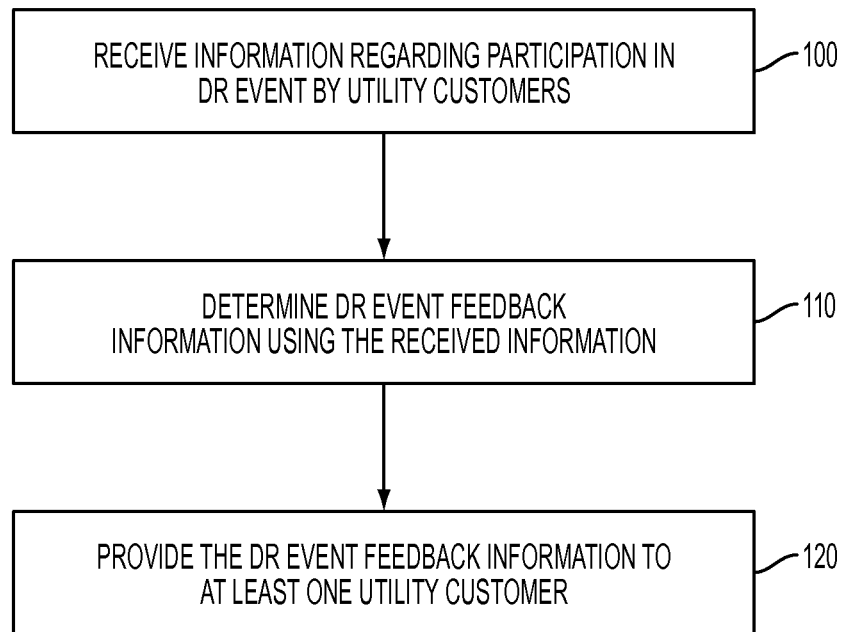 RECEIVE INFORMATION REGARDING PARTICIPATION IN
DR EVENT BY UTILITY CUSTOMERS
100
DETERMINE DR EVENT FEEDBACK
INFORMATION USING THE RECEIVED INFORMATION
110
PROVIDE THE DR EVENT FEEDBACK INFORMATION TO
AT LEAST ONE UTILITY CUSTOMER
120